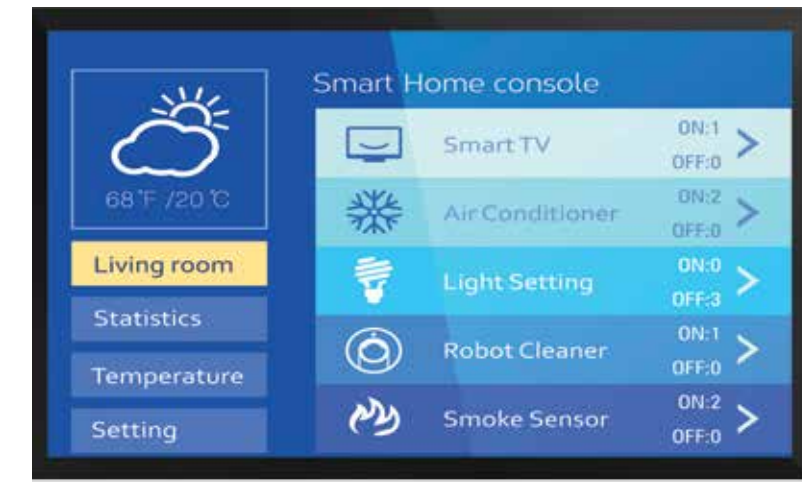 Smart Home console
68°F /20°C
Living room
Statistics
Temperature
Setting
Smart TV
ON:1
OFF:0
Air Conditioner
ON:2
OFF:0
Light Setting
ON:0
OFF:3
Robot Cleaner
ON:1
OFF:0
Smoke Sensor
ON:2
OFF:0